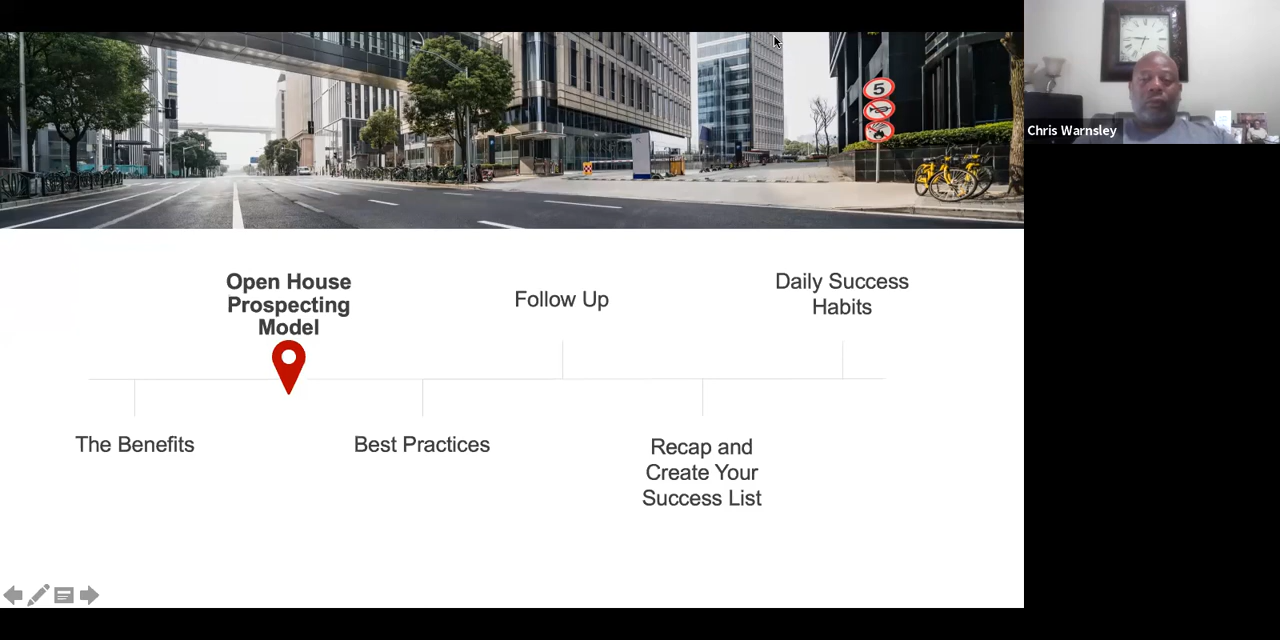 5
Chris Warnsley
Open House
Prospecting
Model
Follow Up
Daily Success
Habits
The Benefits
Best Practices
Recap and
Create Your
Success List